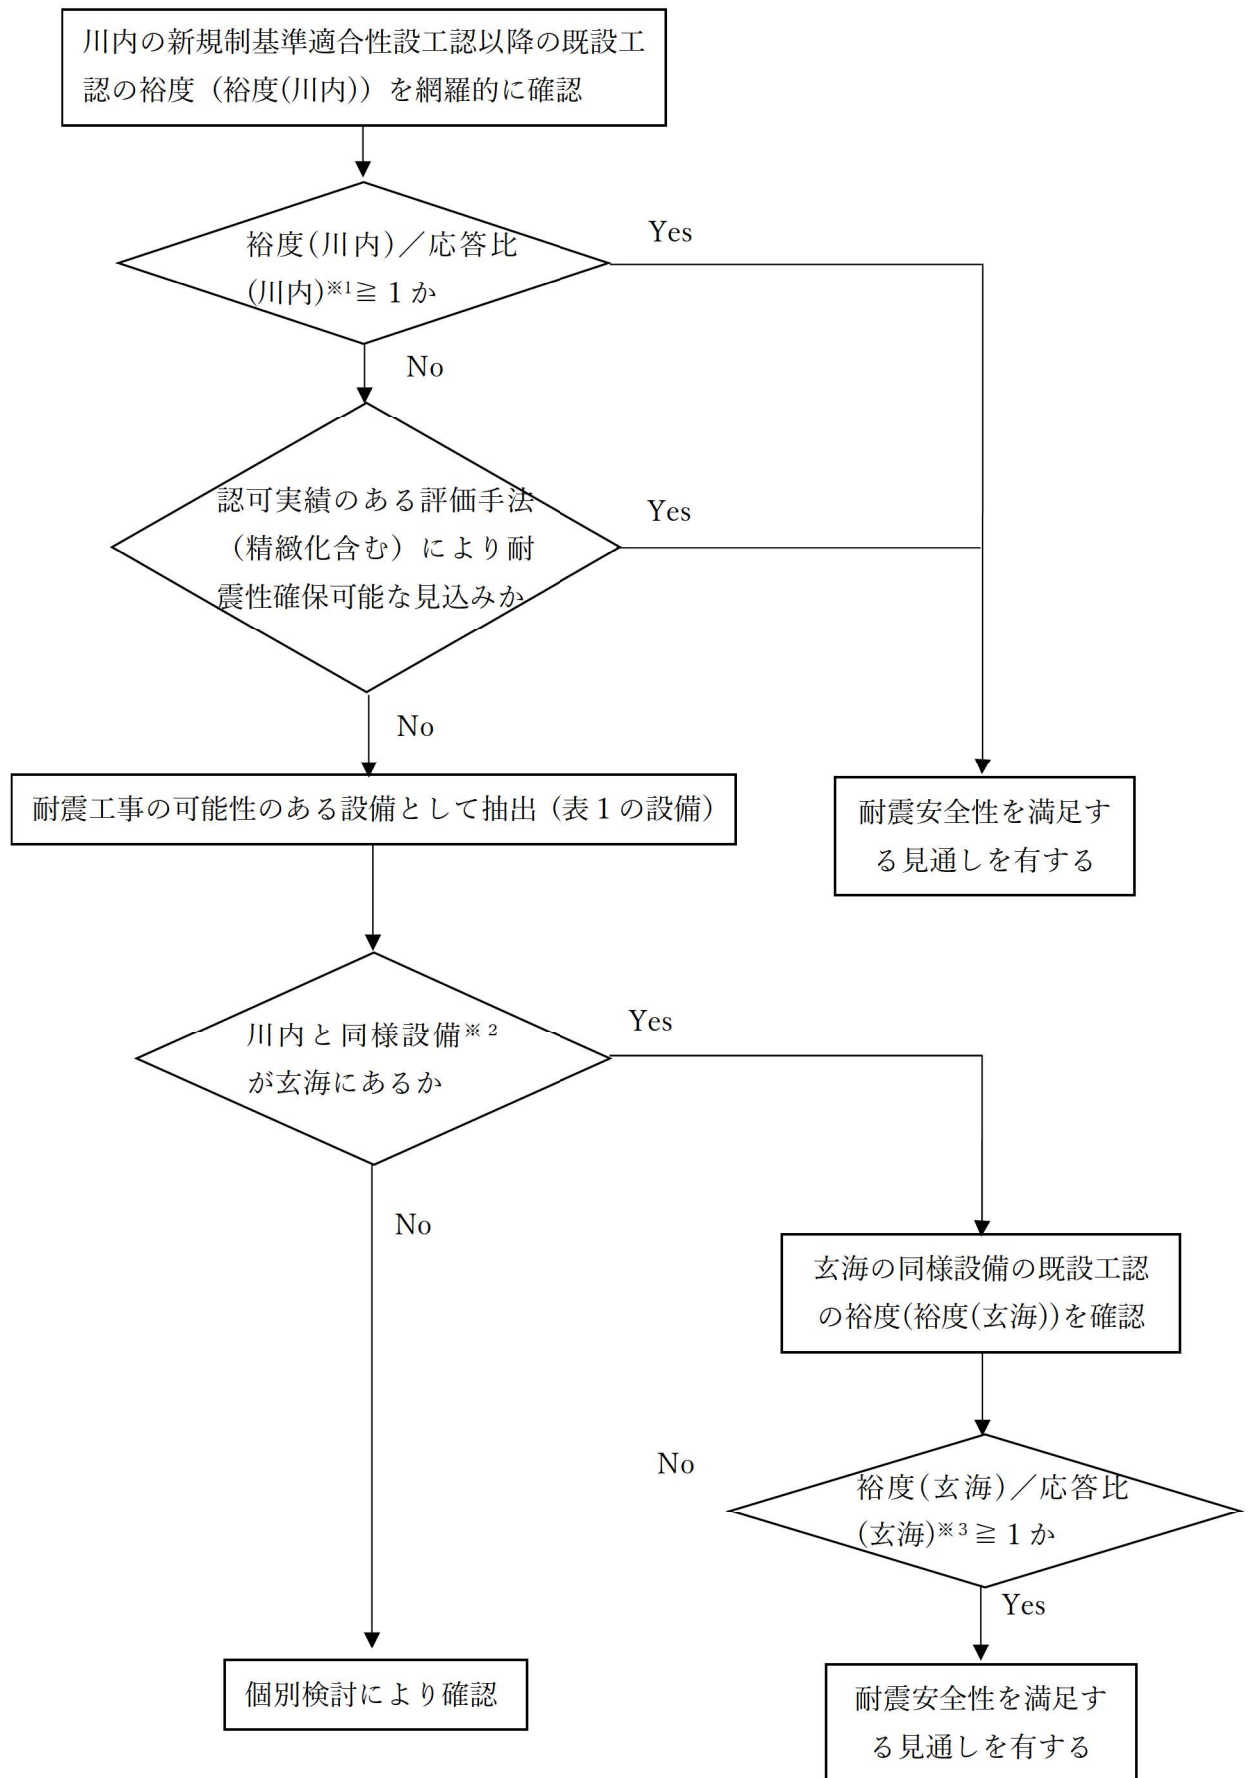 川内の新規制基準適合性設工認以降の既設工
認の裕度（裕度(川内)）を網羅的に確認
裕度(川内)／応答比
(川内)※1≧１か
Yes
No
認可実績のある評価手法
（精緻化含む）により耐
震性確保可能な見込みか
Yes
No
耐震工事の可能性のある設備として抽出（表１の設備）
耐震安全性を満足す
る見通しを有する
川内と同様設備※２
が玄海にあるか
Yes
No
玄海の同様設備の既設工認
の裕度(裕度(玄海))を確認
No
裕度(玄海)／応答比
(玄海)※３≧１か
Yes
個別検討により確認
耐震安全性を満足す
る見通しを有する